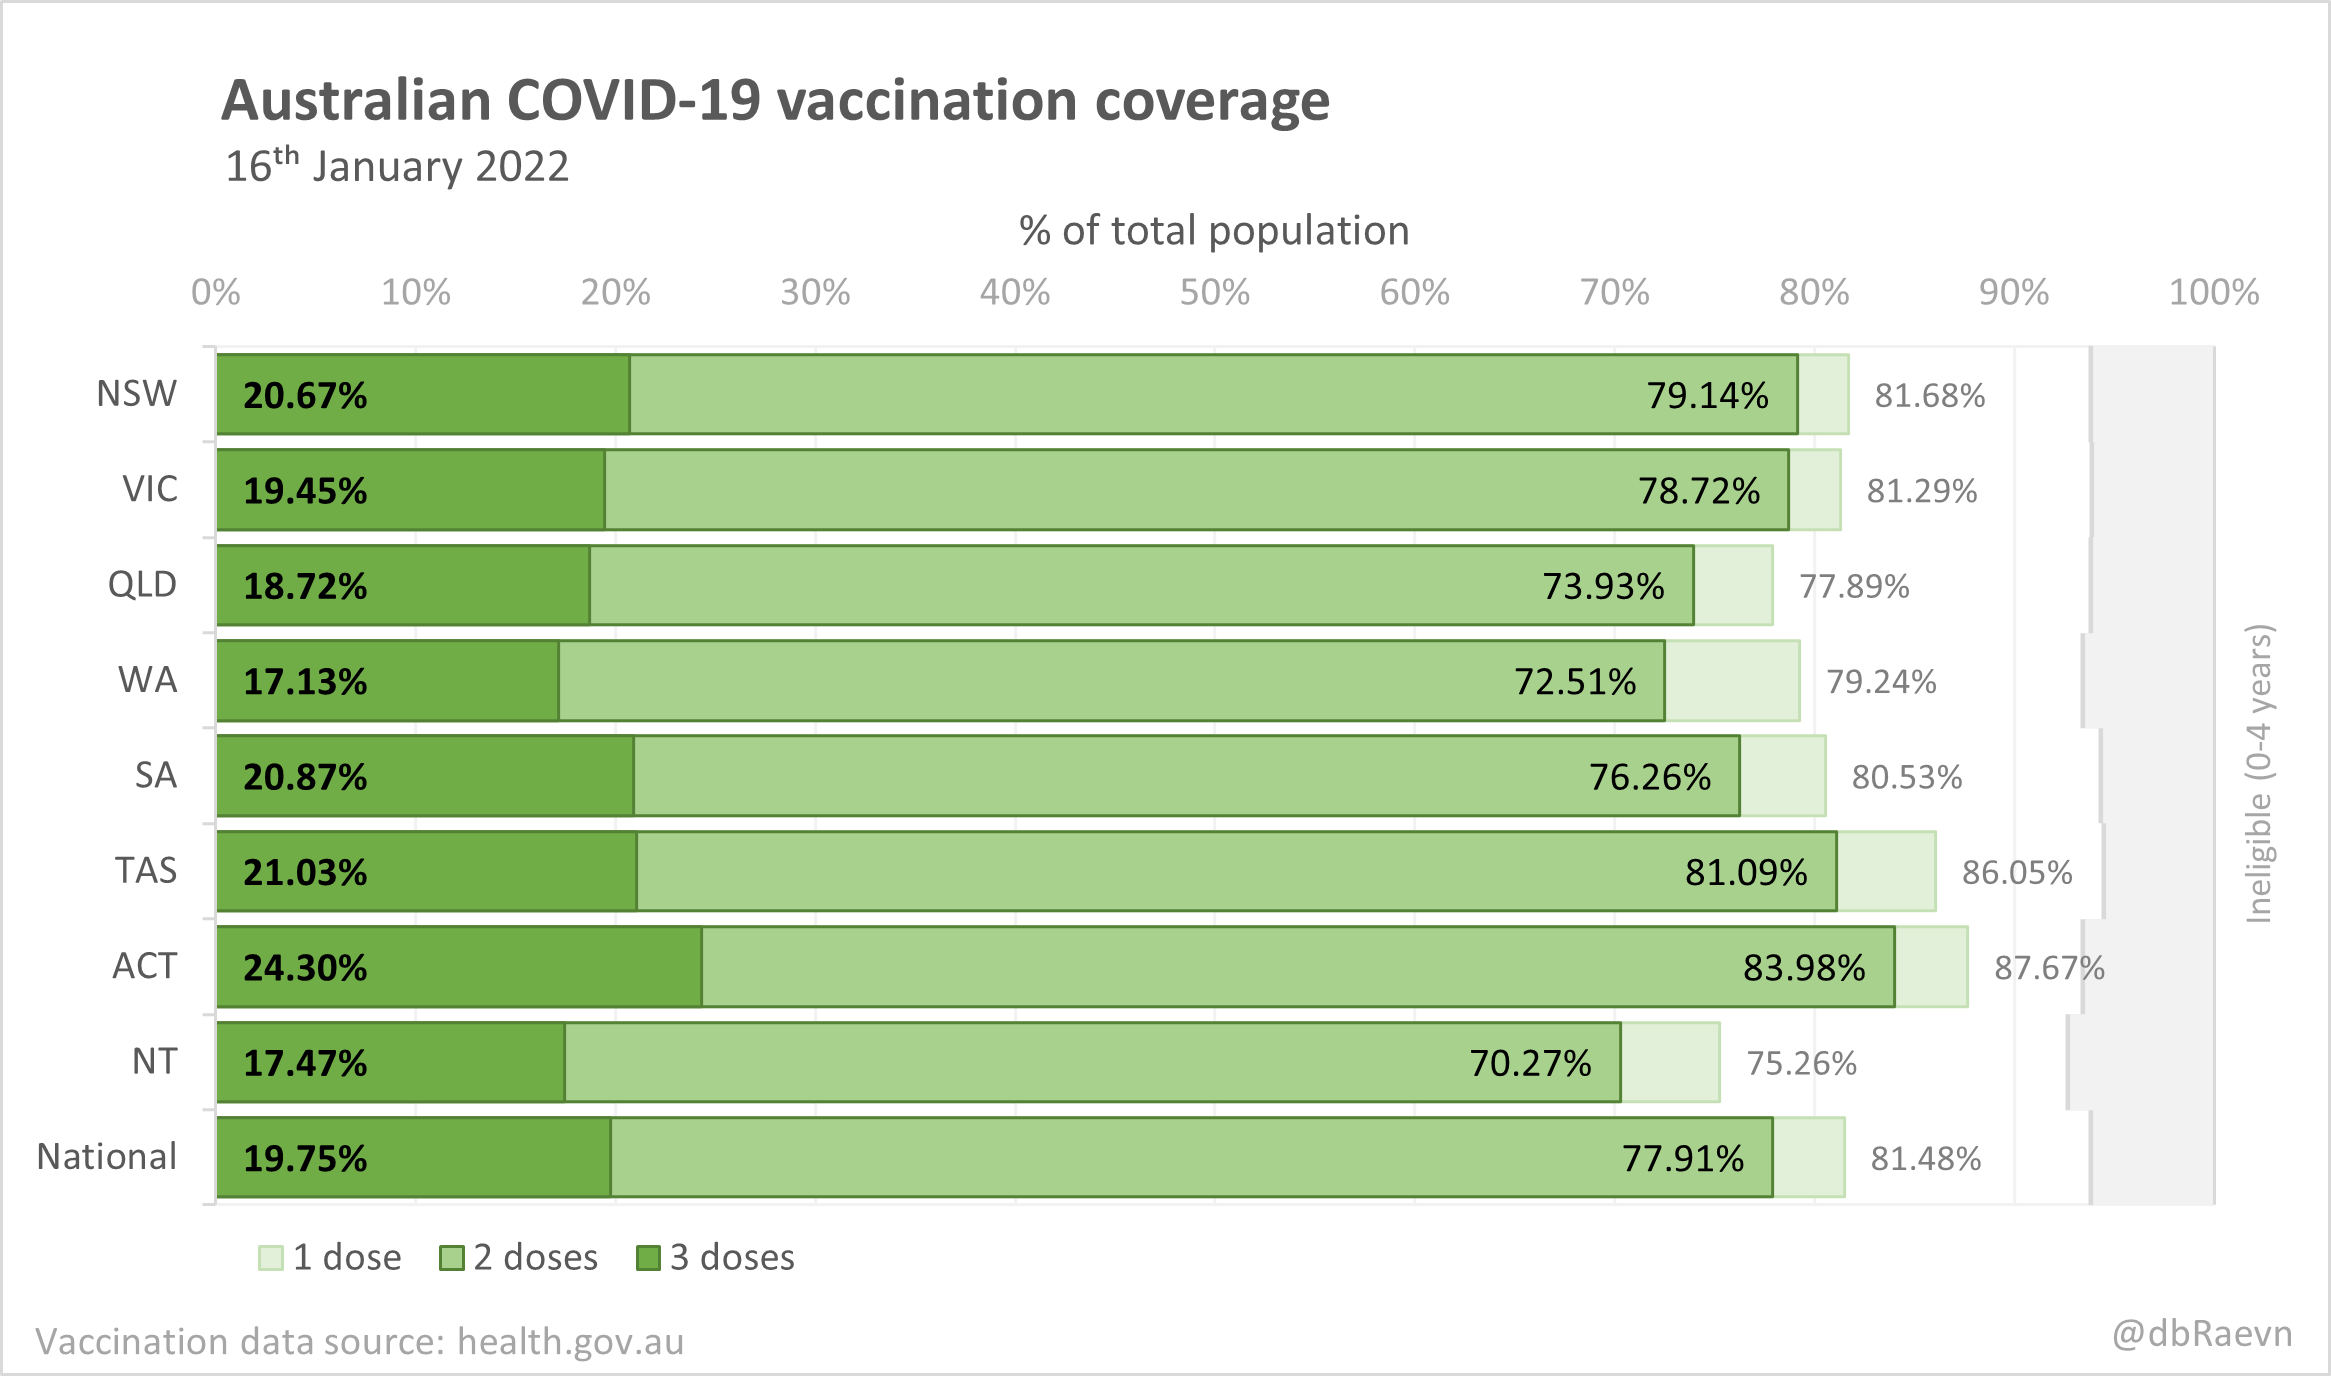 Australian COVID-19 vaccination coverage
16th January 2022
% of total population
0% 10% 20% 30% 40% 50% 60% 70% 80% 90% 100%
NSW 20.67% 79.14% 81.68%
VIC 19.45% 78.72% 81.29%
QLD 18.72% 73.93% 77.89%
WA 17.13% 72.51% 79.24%
SA 20.87% 76.26% 80.53%
TAS 21.03% 81.09% 86.05%
ACT 24.30% 83.98% 87.67%
NT 17.47% 70.27% 75.26%
National 19.75% 77.91% 81.48%
Ineligible (0-4 years)
1 dose 2 doses 3 doses
Vaccination data source: health.gov.au
@dbRaevn